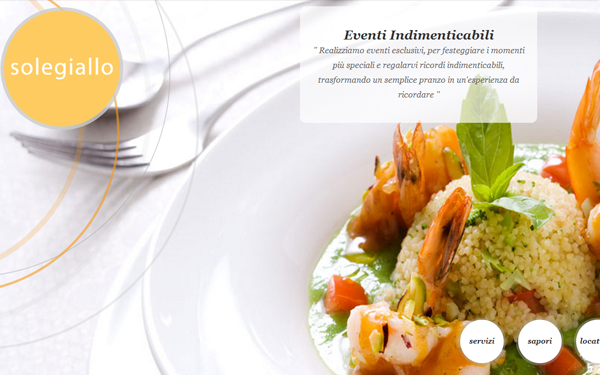 solegiallo
Eventi Indimenticabili
" Realizziamo eventi esclusivi, per festeggiare i momenti
più speciali e regalarvi ricordi indimenticabili,
trasformando un semplice pranzo in un'esperienza da
ricordare "
servizi
sapori
locat